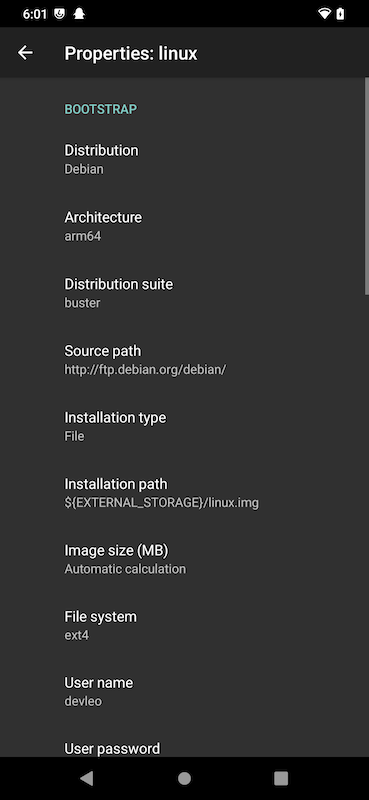 6:01
Properties: linux
BOOTSTRAP
Distribution
Debian
Architecture
arm64
Distribution suite
buster
Source path
http://ftp.debian.org/debian/
Installation type
File
Installation path
${EXTERNAL_STORAGE}/linux.img
Image size (MB)
Automatic calculation
File system
ext4
User name
devleo
User password